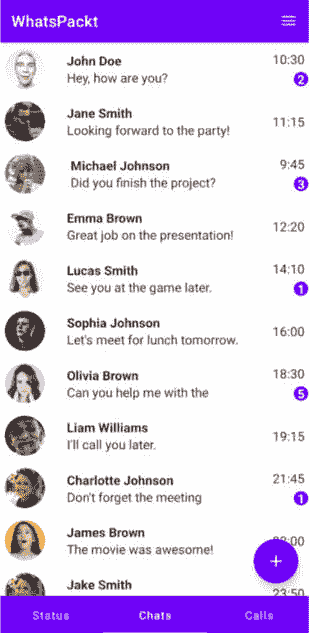 WhatsPackt
John Doe 10:30
Hey, how are you? 2
Jane Smith
Looking forward to the party! 11:15
Michael Johnson 9:45
Did you finish the project? 3
Emma Brown
Great job on the presentation! 12:20
Lucas Smith 14:10
See you at the game later. 1
Sophia Johnson
Let's meet for lunch tomorrow. 16:00
Olivia Brown 18:30
Can you help me with the 5
Liam Williams
I'll call you later. 19:15
Charlotte Johnson 21:45
Don't forget the meeting 1
James Brown
The movie was awesome!
Jake Smith 23:50
+
Status Chats Calls